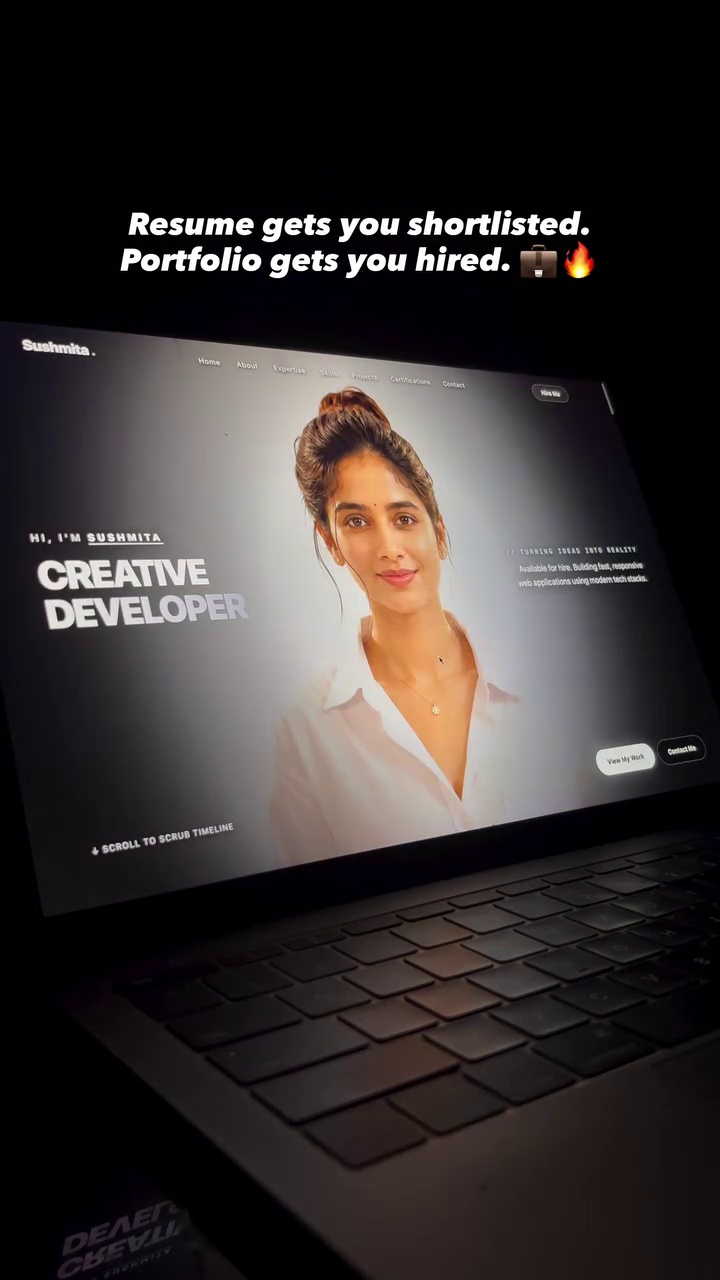 Resume gets you shortlisted.
Portfolio gets you hired. 💼🔥
Sushmita.
Home About Expertise Skills Projects Certifications Contact
Hire Me
HI, I'M SUSHMITA
CREATIVE
DEVELOPER
// TURNING IDEAS INTO REALITY
Available for hire. Building fast, responsive
web applications using modern tech stacks.
View My Work
Contact Me
↓ SCROLL TO SCRUB TIMELINE